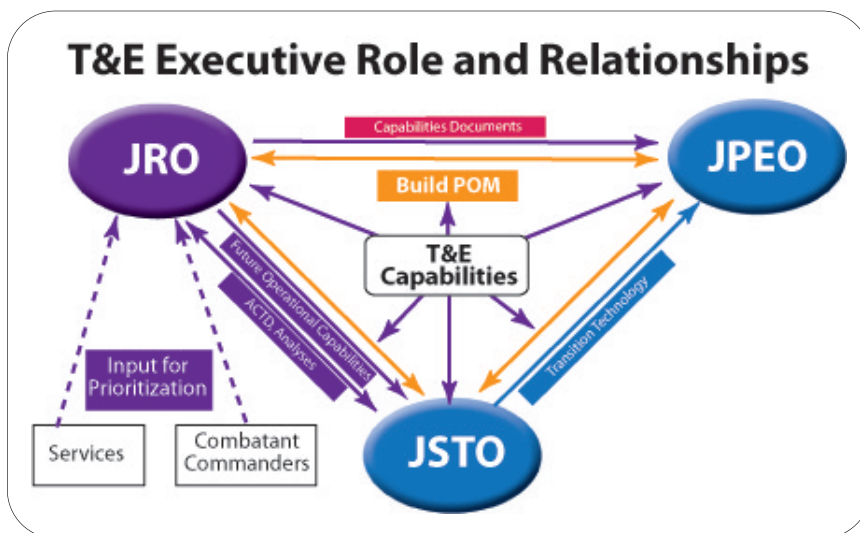 T&E Executive Role and Relationships
Capabilities Documents
JRO
JPEO
Build POM
T&E
Capabilities
Future Operational Capabilities
ACTD, Analyses
Transition Technology
Input for
Prioritization
Services
Combatant
Commanders
JSTO